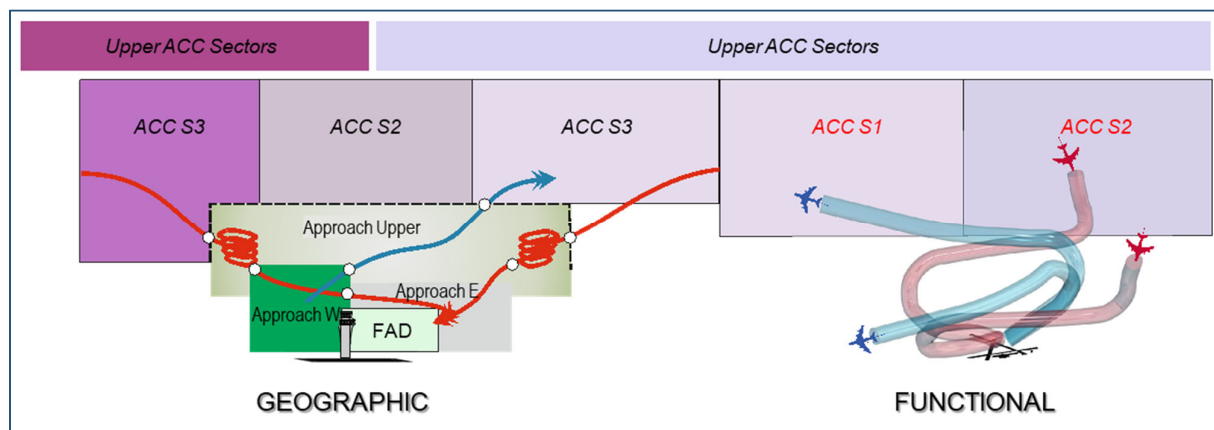 Upper ACC Sectors
Upper ACC Sectors
ACC S3
ACC S2
ACC S3
ACC S1
ACC S2
Approach Upper
Approach E
Approach W
FAD
GEOGRAPHIC
FUNCTIONAL